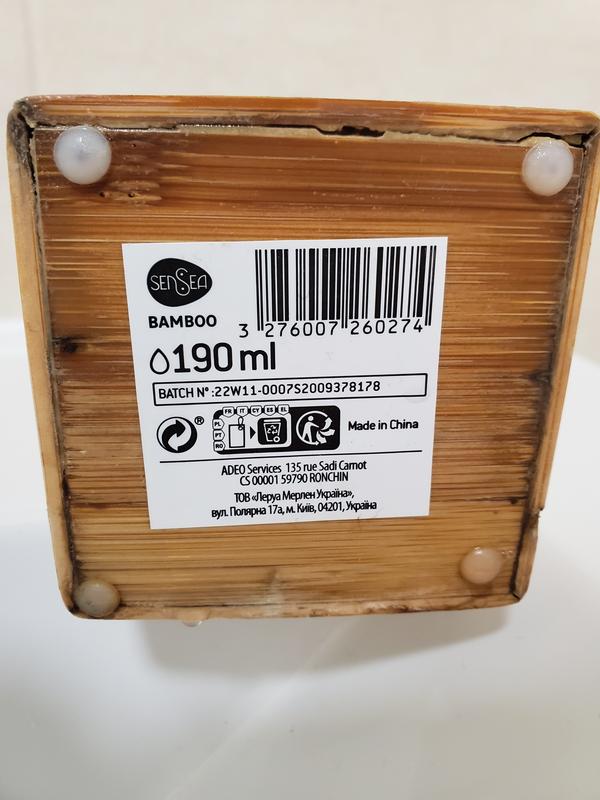 SENSEA
BAMBOO
3 276007 260274
190 ml
BATCH N° :22W11-0007S2009378178
®
FR IT CY ES EL
PL
PT
RO
Made in China
ADEO Services 135 rue Sadi Carnot
CS 00001 59790 RONCHIN
ТОВ «Леруа Мерлен Україна»,
вул. Полярна 17а, м. Київ, 04201, Україна